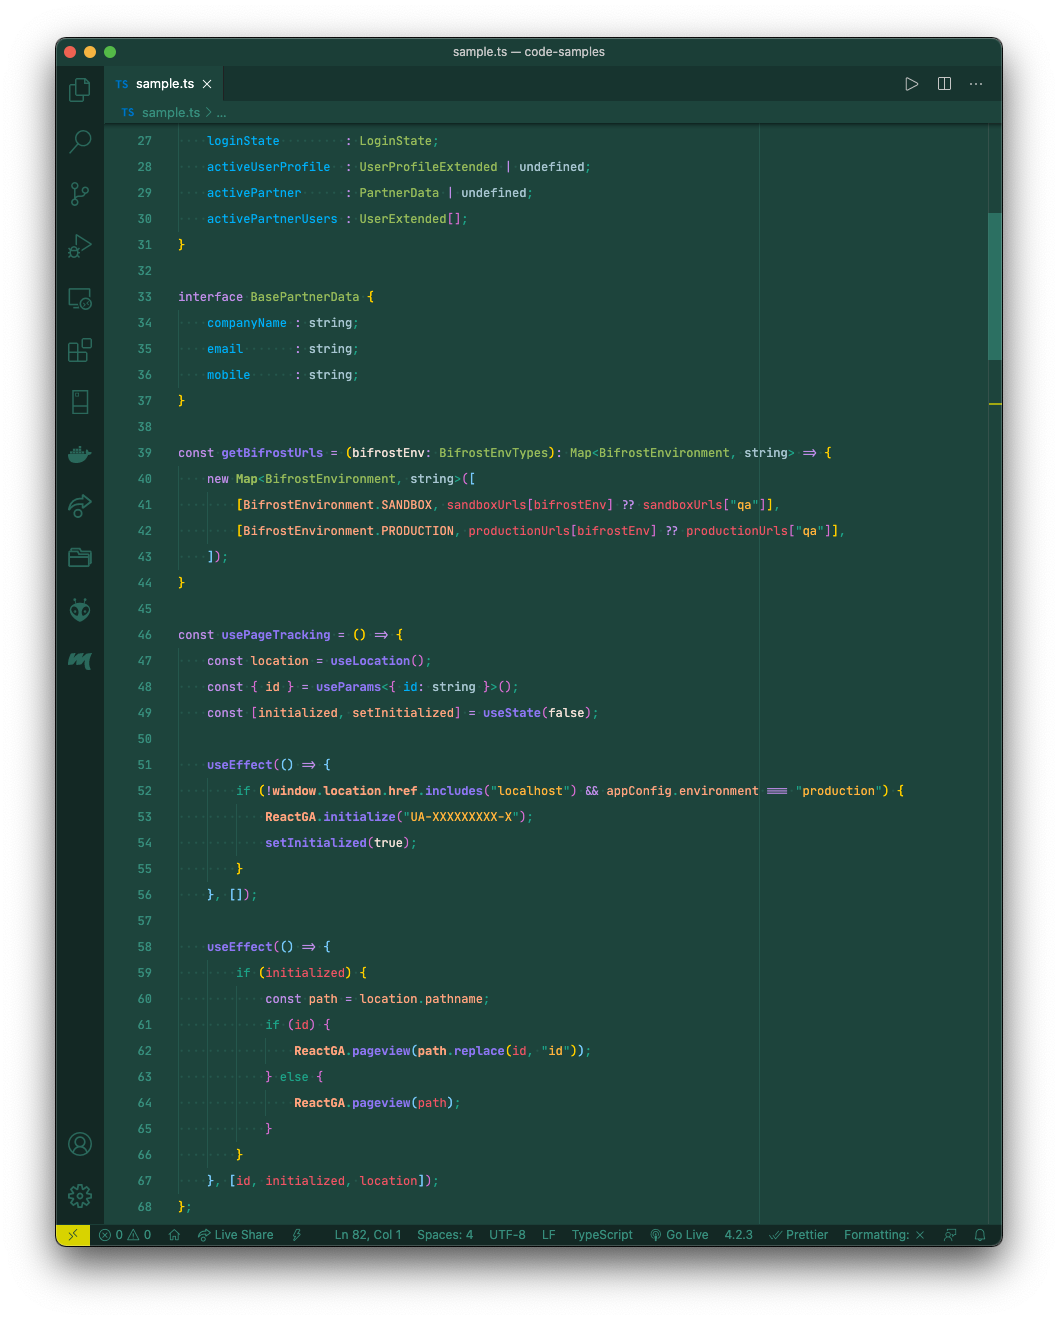 sample.ts — code-samples
TS sample.ts ×
TS sample.ts > ...
27 loginState : LoginState;
28 activeUserProfile : UserProfileExtended | undefined;
29 activePartner : PartnerData | undefined;
30 activePartnerUsers : UserExtended[];
31 }
32
33 interface BasePartnerData {
34 companyName : string;
35 email : string;
36 mobile : string;
37 }
38
39 const getBifrostUrls = (bifrostEnv: BifrostEnvTypes): Map<BifrostEnvironment, string> => {
40 new Map<BifrostEnvironment, string>([
41 [BifrostEnvironment.SANDBOX, sandboxUrls[bifrostEnv] ?? sandboxUrls["qa"]],
42 [BifrostEnvironment.PRODUCTION, productionUrls[bifrostEnv] ?? productionUrls["qa"]],
43 ]);
44 }
45
46 const usePageTracking = () => {
47 const location = useLocation();
48 const { id } = useParams<{ id: string }>();
49 const [initialized, setInitialized] = useState(false);
50
51 useEffect(() => {
52 if (!window.location.href.includes("localhost") && appConfig.environment === "production") {
53 ReactGA.initialize("UA-XXXXXXXXX-X");
54 setInitialized(true);
55 }
56 }, []);
57
58 useEffect(() => {
59 if (initialized) {
60 const path = location.pathname;
61 if (id) {
62 ReactGA.pageview(path.replace(id, "id"));
63 } else {
64 ReactGA.pageview(path);
65 }
66 }
67 }, [id, initialized, location]);
68 };
0 0 Live Share Ln 82, Col 1 Spaces: 4 UTF-8 LF TypeScript Go Live 4.2.3 Prettier Formatting: ×